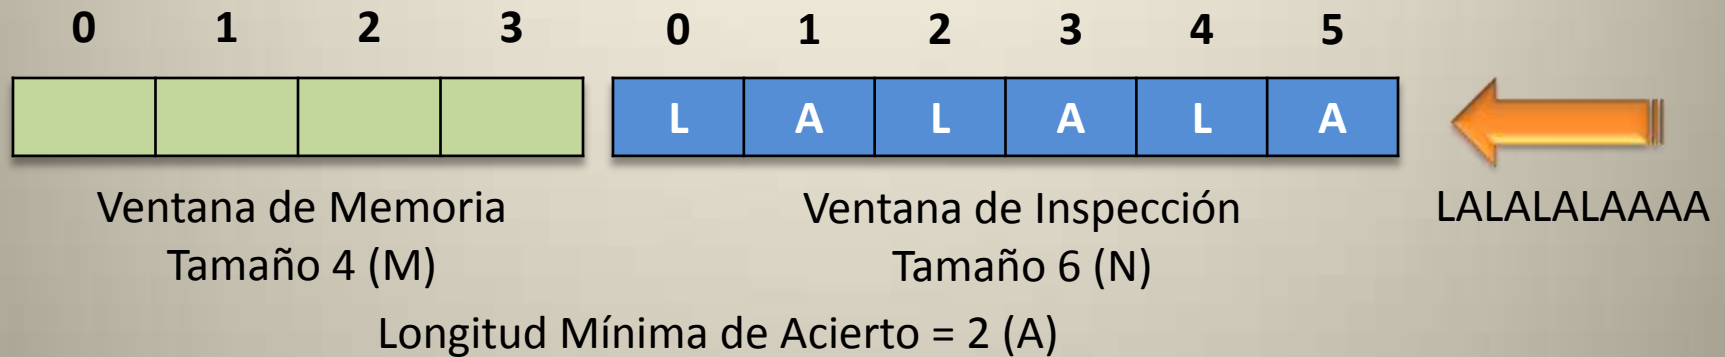 0 1 2 3 0 1 2 3 4 5
L A L A L A
Ventana de Memoria Ventana de Inspección LALALALAAAA
Tamaño 4 (M) Tamaño 6 (N)
Longitud Mínima de Acierto = 2 (A)